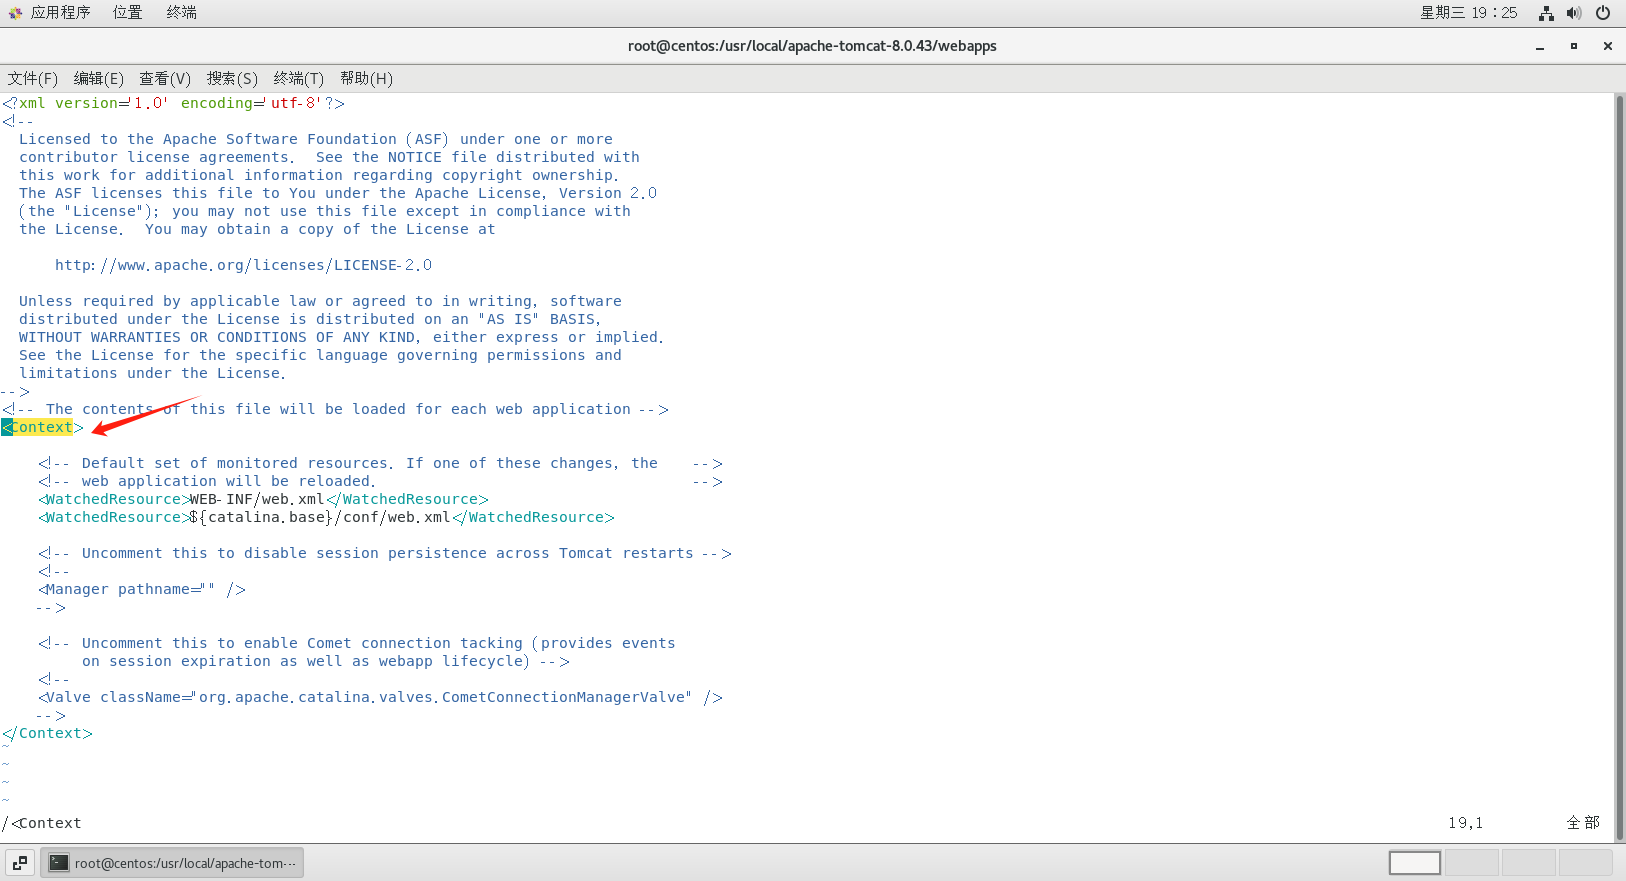 应用程序 位置 终端 星期三 19：25
root@centos:/usr/local/apache-tomcat-8.0.43/webapps
文件(F) 编辑(E) 查看(V) 搜索(S) 终端(T) 帮助(H)
<?xml version='1.0' encoding='utf-8'?>
<!--
  Licensed to the Apache Software Foundation (ASF) under one or more
  contributor license agreements.  See the NOTICE file distributed with
  this work for additional information regarding copyright ownership.
  The ASF licenses this file to You under the Apache License, Version 2.0
  (the "License"); you may not use this file except in compliance with
  the License.  You may obtain a copy of the License at
      http://www.apache.org/licenses/LICENSE-2.0
  Unless required by applicable law or agreed to in writing, software
  distributed under the License is distributed on an "AS IS" BASIS,
  WITHOUT WARRANTIES OR CONDITIONS OF ANY KIND, either express or implied.
  See the License for the specific language governing permissions and
  limitations under the License.
-->
<!-- The contents of this file will be loaded for each web application -->
<Context>
    <!-- Default set of monitored resources. If one of these changes, the    -->
    <!-- web application will be reloaded.                                   -->
    <WatchedResource>WEB-INF/web.xml</WatchedResource>
    <WatchedResource>${catalina.base}/conf/web.xml</WatchedResource>
    <!-- Uncomment this to disable session persistence across Tomcat restarts -->
    <!--
    <Manager pathname="" />
    -->
    <!-- Uncomment this to enable Comet connection tacking (provides events
         on session expiration as well as webapp lifecycle) -->
    <!--
    <Valve className="org.apache.catalina.valves.CometConnectionManagerValve" />
    -->
</Context>
~
~
~
~
/<Context 19,1 全部
root@centos:/usr/local/apache-tom···